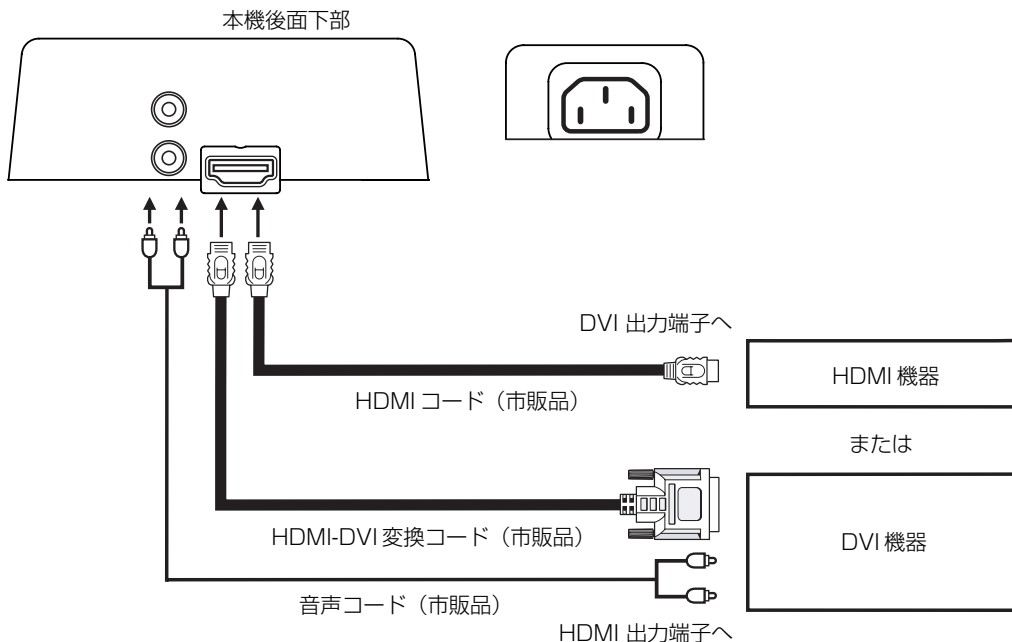 本機後面下部
DVI 出力端子へ
HDMI 機器
HDMI コード（市販品）
または
HDMI-DVI 変換コード（市販品）
DVI 機器
音声コード（市販品）
HDMI 出力端子へ